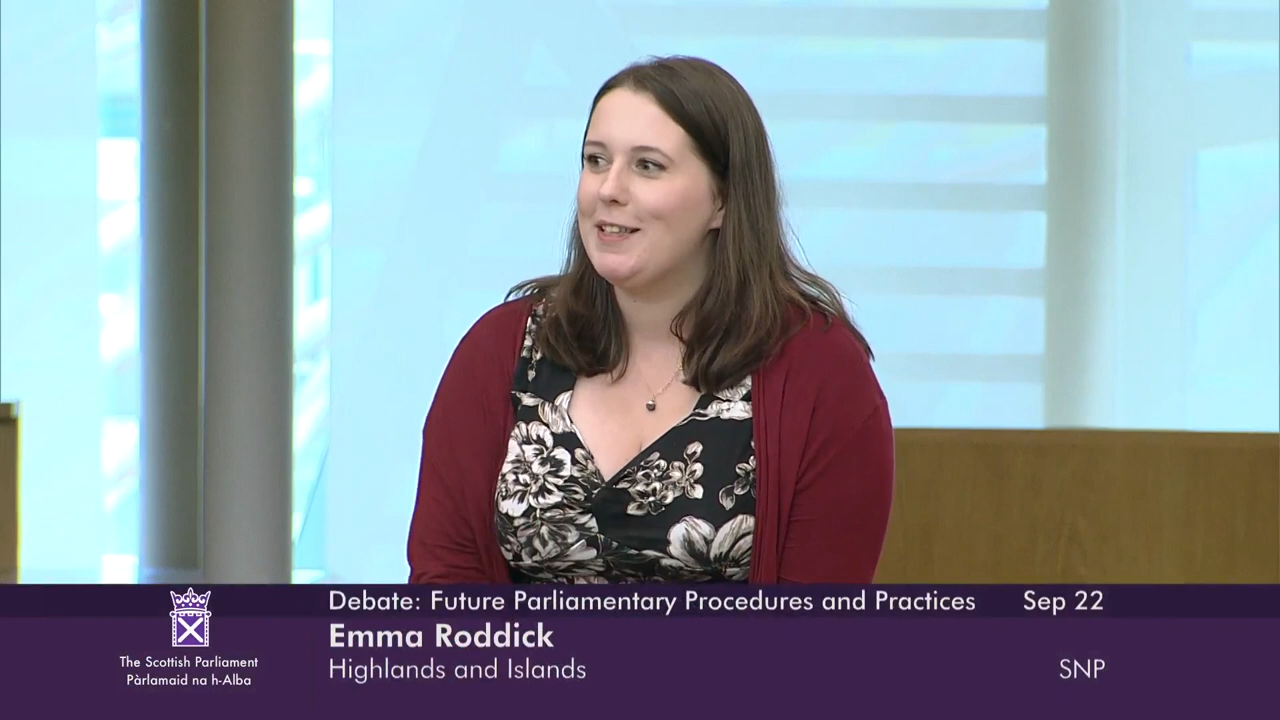 Debate: Future Parliamentary Procedures and Practices Sep 22
Emma Roddick
Highlands and Islands SNP
The Scottish Parliament
Pàrlamaid na h-Alba